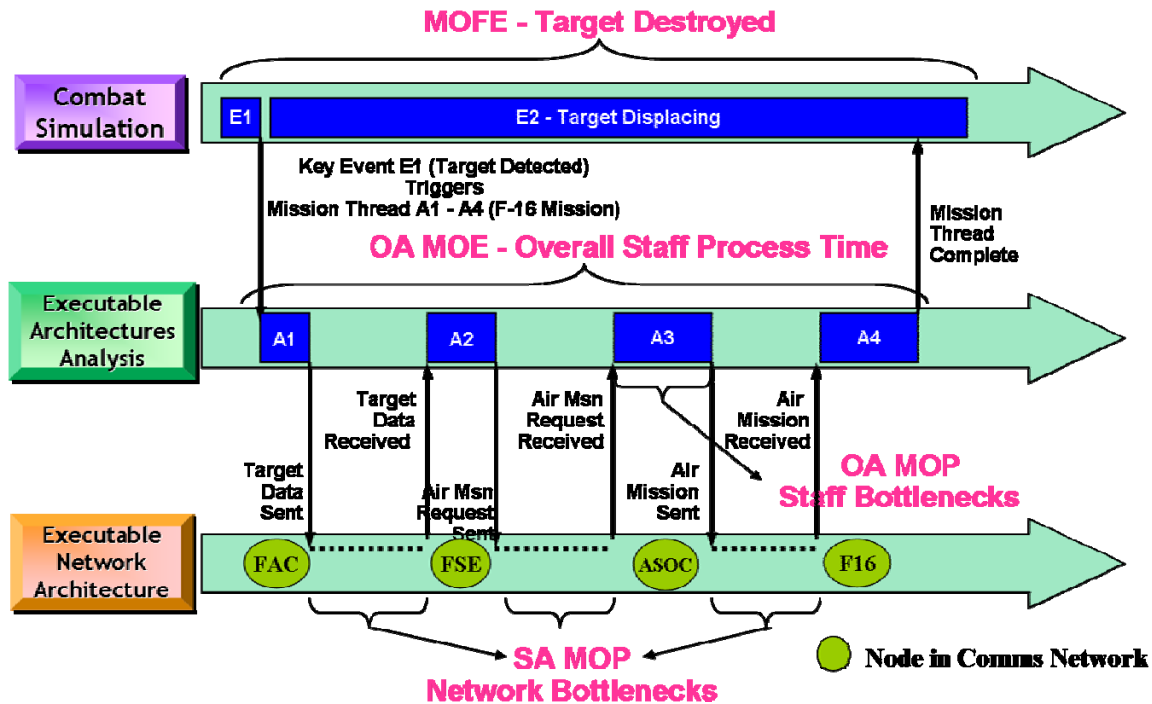 MOFE - Target Destroyed
Combat
Simulation
E1
E2 - Target Displacing
Key Event E1 (Target Detected)
Triggers
Mission Thread A1 - A4 (F-16 Mission)
Mission
Thread
Complete
OA MOE - Overall Staff Process Time
Executable
Architectures
Analysis
A1
A2
A3
A4
Target
Data
Received
Air Msn
Request
Received
Air
Mission
Received
Target
Data
Sent
Air Msn
Request
Sent
Air
Mission
Sent
OA MOP
Staff Bottlenecks
Executable
Network
Architecture
FAC
FSE
ASOC
F16
SA MOP
Network Bottlenecks
Node in Comms Network